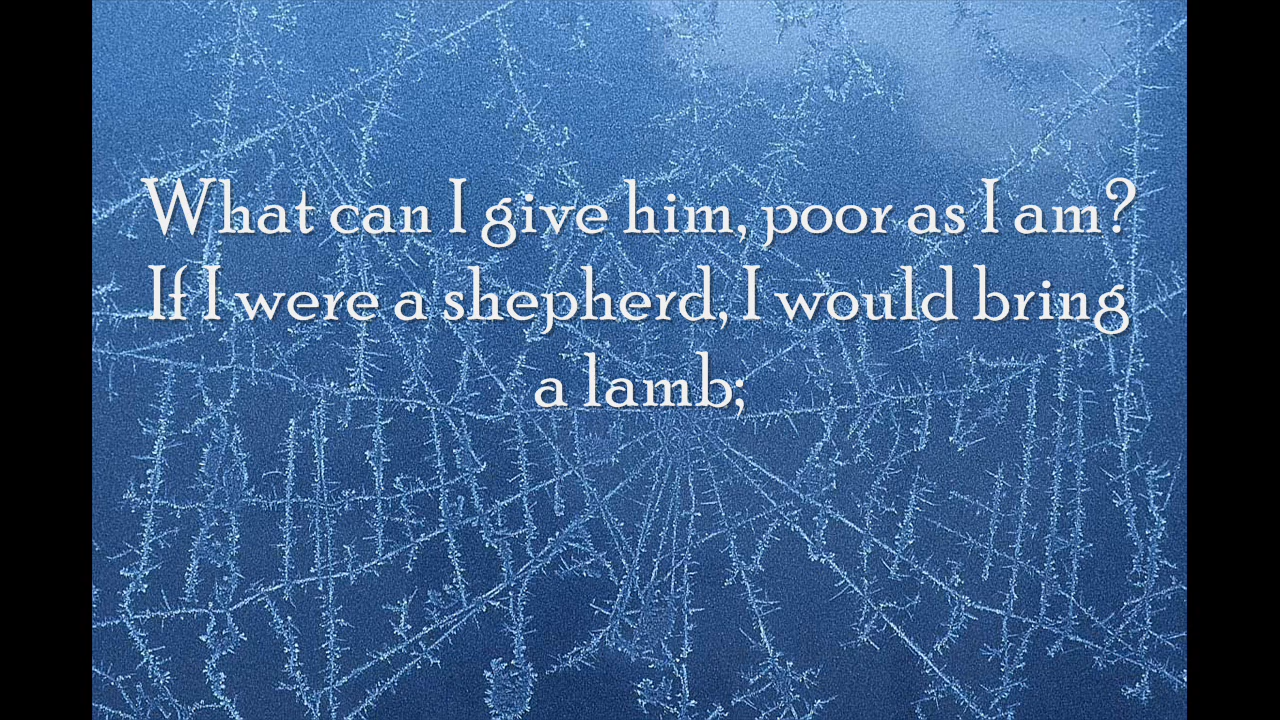 What can I give him, poor as I am?
If I were a shepherd, I would bring
a lamb;